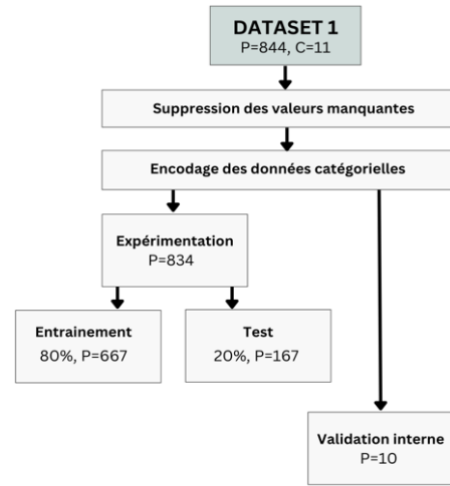 DATASET 1
P=844, C=11
Suppression des valeurs manquantes
Encodage des données catégorielles
Expérimentation
P=834
Entrainement
80%, P=667
Test
20%, P=167
Validation interne
P=10